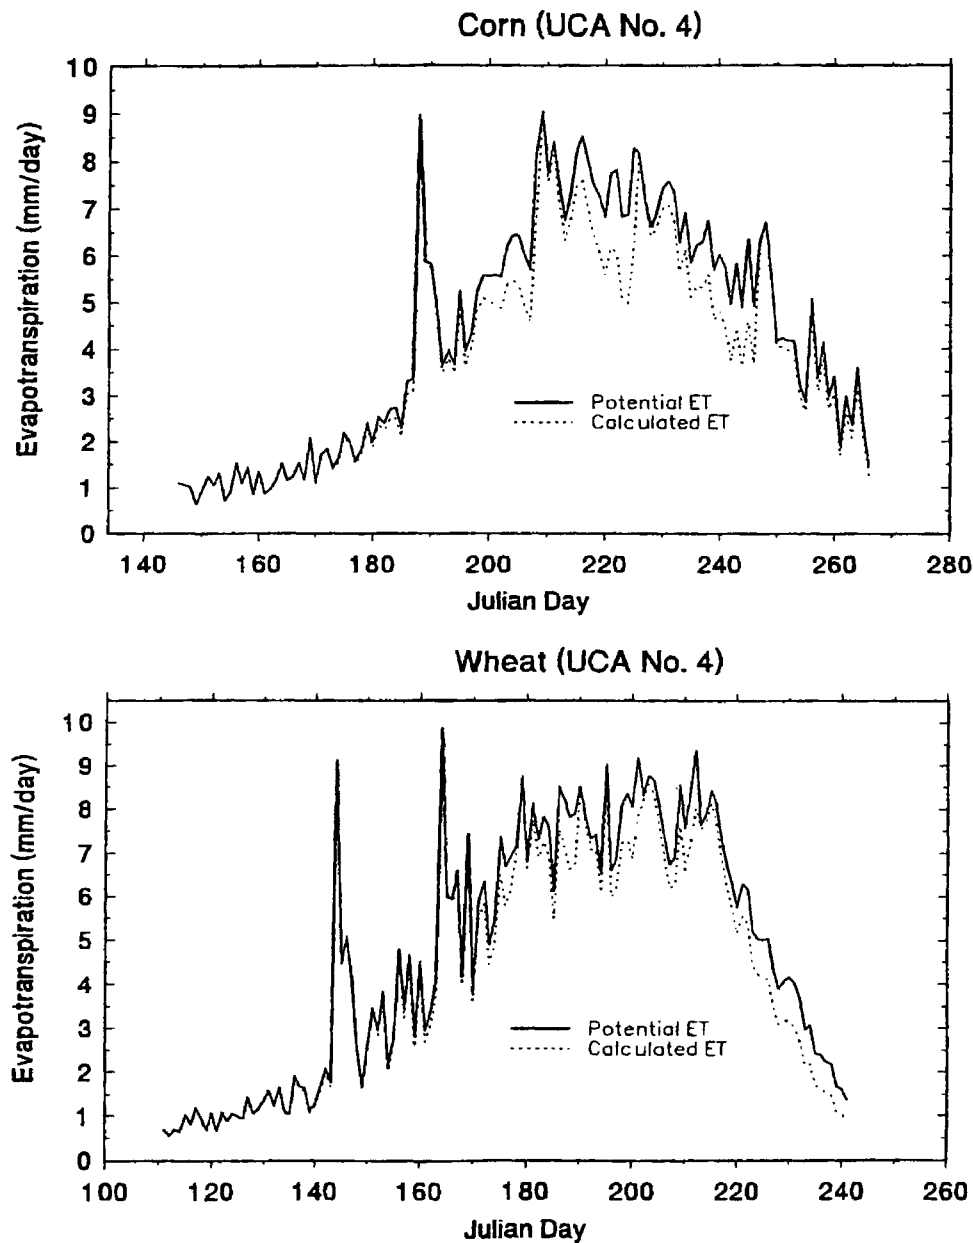 Corn (UCA No. 4)
Evapotranspiration (mm/day)
10
9
8
7
6
5
4
3
2
1
0
Potential ET
Calculated ET
140 160 180 200 220 240 260 280
Julian Day
Wheat (UCA No. 4)
Evapotranspiration (mm/day)
10
9
8
7
6
5
4
3
2
1
0
Potential ET
Calculated ET
100 120 140 160 180 200 220 240 260
Julian Day